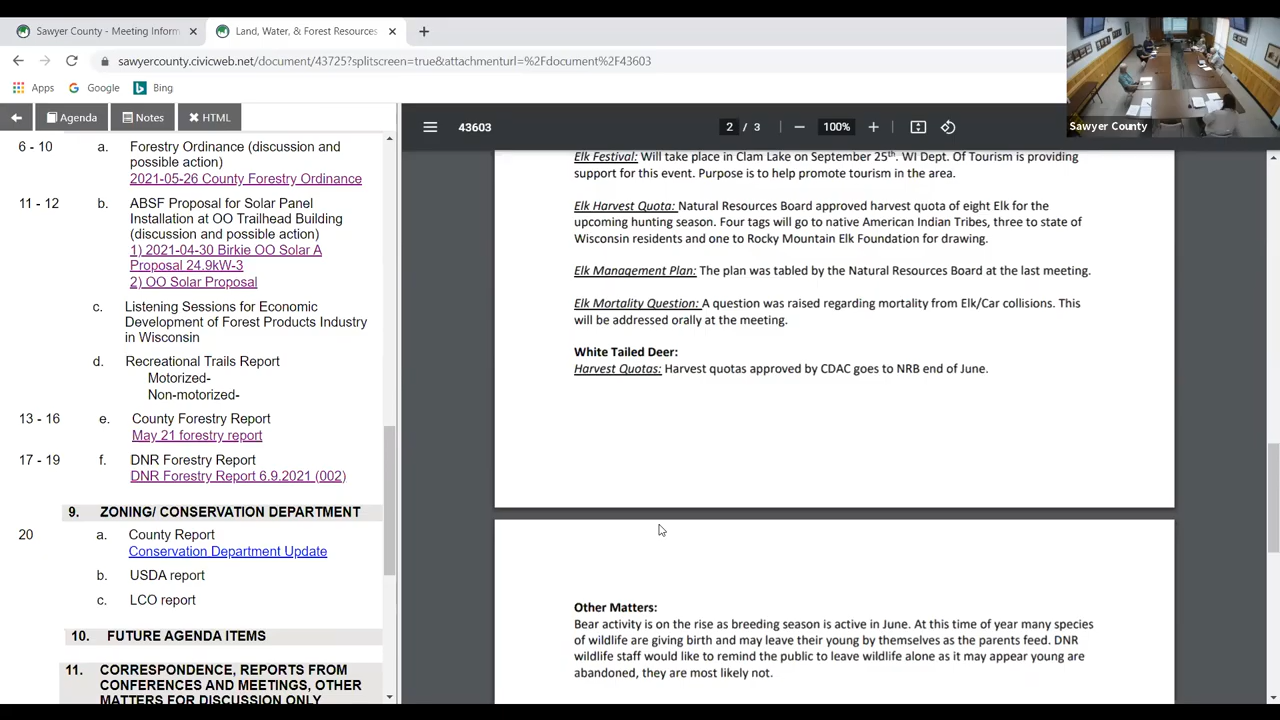 Sawyer County - Meeting Inform
Land, Water, & Forest Resources
sawyercounty.civicweb.net/document/43725?splitscreen=true&attachmenturl=%2Fdocument%2F43603
Apps Google Bing
Agenda Notes HTML
43603 2 / 3 100%
Sawyer County
6 - 10 a. Forestry Ordinance (discussion and
possible action)
2021-05-26 County Forestry Ordinance
11 - 12 b. ABSF Proposal for Solar Panel
Installation at OO Trailhead Building
(discussion and possible action)
1) 2021-04-30 Birkie OO Solar A
Proposal 24.9kW-3
2) OO Solar Proposal
c. Listening Sessions for Economic
Development of Forest Products Industry
in Wisconsin
d. Recreational Trails Report
Motorized-
Non-motorized-
13 - 16 e. County Forestry Report
May 21 forestry report
17 - 19 f. DNR Forestry Report
DNR Forestry Report 6.9.2021 (002)
9. ZONING/ CONSERVATION DEPARTMENT
20 a. County Report
Conservation Department Update
b. USDA report
c. LCO report
10. FUTURE AGENDA ITEMS
11. CORRESPONDENCE, REPORTS FROM
CONFERENCES AND MEETINGS, OTHER
MATTERS FOR DISCUSSION ONLY
Elk Festival: Will take place in Clam Lake on September 25th. WI Dept. Of Tourism is providing
support for this event. Purpose is to help promote tourism in the area.
Elk Harvest Quota: Natural Resources Board approved harvest quota of eight Elk for the
upcoming hunting season. Four tags will go to native American Indian Tribes, three to state of
Wisconsin residents and one to Rocky Mountain Elk Foundation for drawing.
Elk Management Plan: The plan was tabled by the Natural Resources Board at the last meeting.
Elk Mortality Question: A question was raised regarding mortality from Elk/Car collisions. This
will be addressed orally at the meeting.
White Tailed Deer:
Harvest Quotas: Harvest quotas approved by CDAC goes to NRB end of June.
Other Matters:
Bear activity is on the rise as breeding season is active in June. At this time of year many species
of wildlife are giving birth and may leave their young by themselves as the parents feed. DNR
wildlife staff would like to remind the public to leave wildlife alone as it may appear young are
abandoned, they are most likely not.